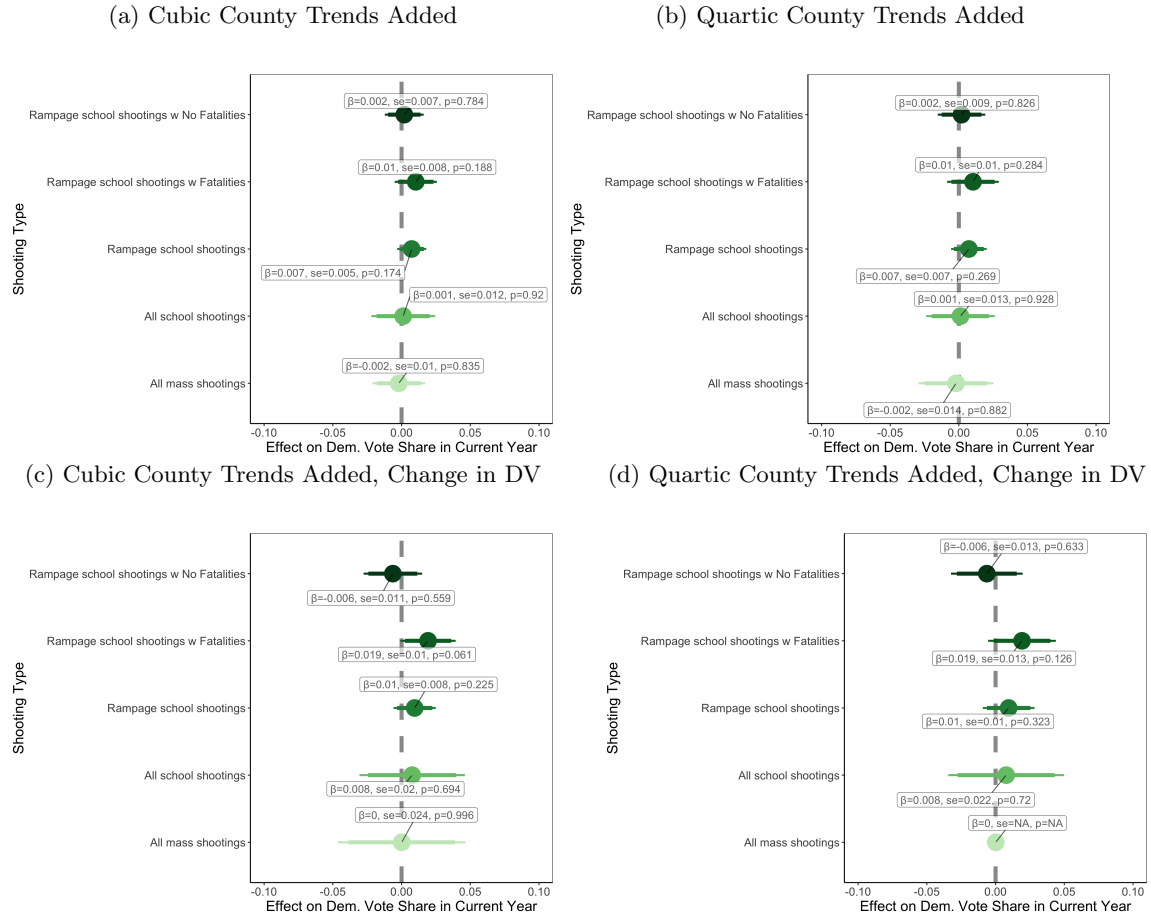 (a) Cubic County Trends Added
Shooting Type
Rampage school shootings w No Fatalities
Rampage school shootings w Fatalities
Rampage school shootings
All school shootings
All mass shootings
β=0.002, se=0.007, p=0.784
β=0.01, se=0.008, p=0.188
β=0.007, se=0.005, p=0.174
β=0.001, se=0.012, p=0.92
β=-0.002, se=0.01, p=0.835
-0.10 -0.05 0.00 0.05 0.10
Effect on Dem. Vote Share in Current Year
(b) Quartic County Trends Added
Shooting Type
Rampage school shootings w No Fatalities
Rampage school shootings w Fatalities
Rampage school shootings
All school shootings
All mass shootings
β=0.002, se=0.009, p=0.826
β=0.01, se=0.01, p=0.284
β=0.007, se=0.007, p=0.269
β=0.001, se=0.013, p=0.928
β=-0.002, se=0.014, p=0.882
-0.10 -0.05 0.00 0.05 0.10
Effect on Dem. Vote Share in Current Year
(c) Cubic County Trends Added, Change in DV
Shooting Type
Rampage school shootings w No Fatalities
Rampage school shootings w Fatalities
Rampage school shootings
All school shootings
All mass shootings
β=-0.006, se=0.011, p=0.559
β=0.019, se=0.01, p=0.061
β=0.01, se=0.008, p=0.225
β=0.008, se=0.02, p=0.694
β=0, se=0.024, p=0.996
-0.10 -0.05 0.00 0.05 0.10
Effect on Dem. Vote Share in Current Year
(d) Quartic County Trends Added, Change in DV
Shooting Type
Rampage school shootings w No Fatalities
Rampage school shootings w Fatalities
Rampage school shootings
All school shootings
All mass shootings
β=-0.006, se=0.013, p=0.633
β=0.019, se=0.013, p=0.126
β=0.01, se=0.01, p=0.323
β=0.008, se=0.022, p=0.72
β=0, se=NA, p=NA
-0.10 -0.05 0.00 0.05 0.10
Effect on Dem. Vote Share in Current Year